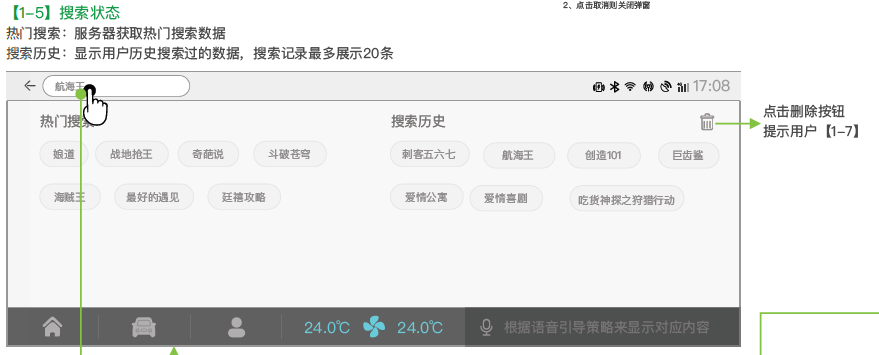 2、点击取消则关闭弹窗
【1-5】搜索状态
热门搜索：服务器获取热门搜索数据
搜索历史：显示用户历史搜索过的数据，搜索记录最多展示20条
航海王
17:08
热门搜索
搜索历史
点击删除按钮
提示用户【1-7】
娘道 战地抢王 奇葩说 斗破苍穹
刺客五六七 航海王 创造101 巨齿鲨
海贼王 最好的遇见 廷禧攻略
爱情公寓 爱情喜剧 吃货神探之狩猎行动
24.0℃ 24.0℃ 根据语音引导策略来显示对应内容